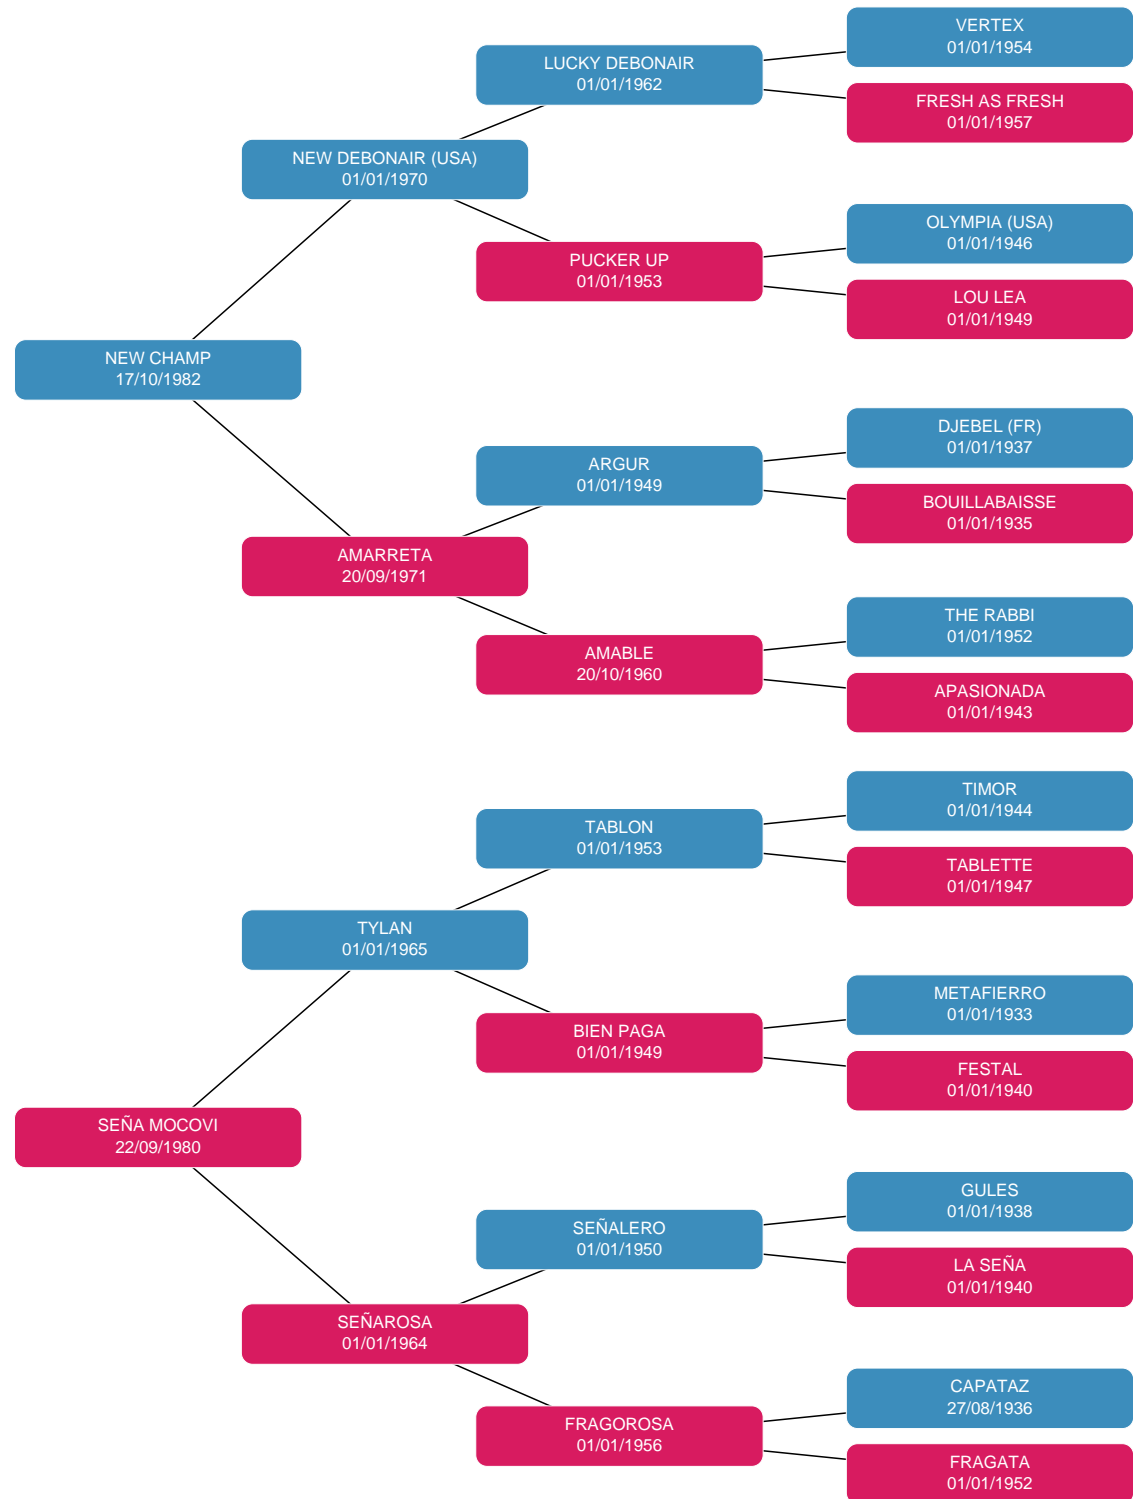 VERTEX
01/01/1954
LUCKY DEBONAIR
01/01/1962
FRESH AS FRESH
01/01/1957
NEW DEBONAIR (USA)
01/01/1970
OLYMPIA (USA)
01/01/1946
PUCKER UP
01/01/1953
LOU LEA
01/01/1949
NEW CHAMP
17/10/1982
DJEBEL (FR)
01/01/1937
ARGUR
01/01/1949
BOUILLABAISSE
01/01/1935
AMARRETA
20/09/1971
THE RABBI
01/01/1952
AMABLE
20/10/1960
APASIONADA
01/01/1943
TIMOR
01/01/1944
TABLON
01/01/1953
TABLETTE
01/01/1947
TYLAN
01/01/1965
METAFIERRO
01/01/1933
BIEN PAGA
01/01/1949
FESTAL
01/01/1940
SEÑA MOCOVI
22/09/1980
GULES
01/01/1938
SEÑALERO
01/01/1950
LA SEÑA
01/01/1940
SEÑAROSA
01/01/1964
CAPATAZ
27/08/1936
FRAGOROSA
01/01/1956
FRAGATA
01/01/1952